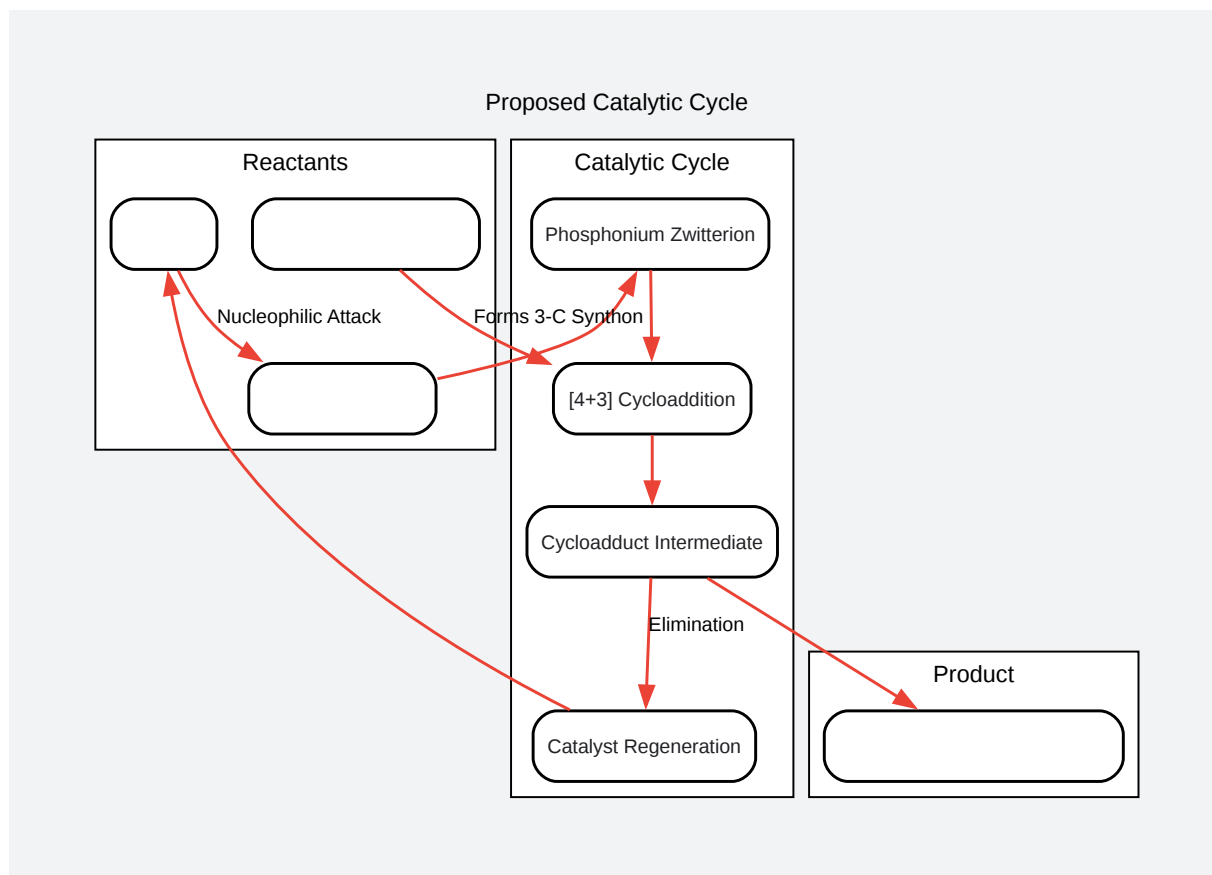 Proposed Catalytic Cycle
Reactants
Catalytic Cycle
Phosphonium Zwitterion
Nucleophilic Attack
Forms 3-C Synthon
[4+3] Cycloaddition
Cycloadduct Intermediate
Elimination
Product
Catalyst Regeneration